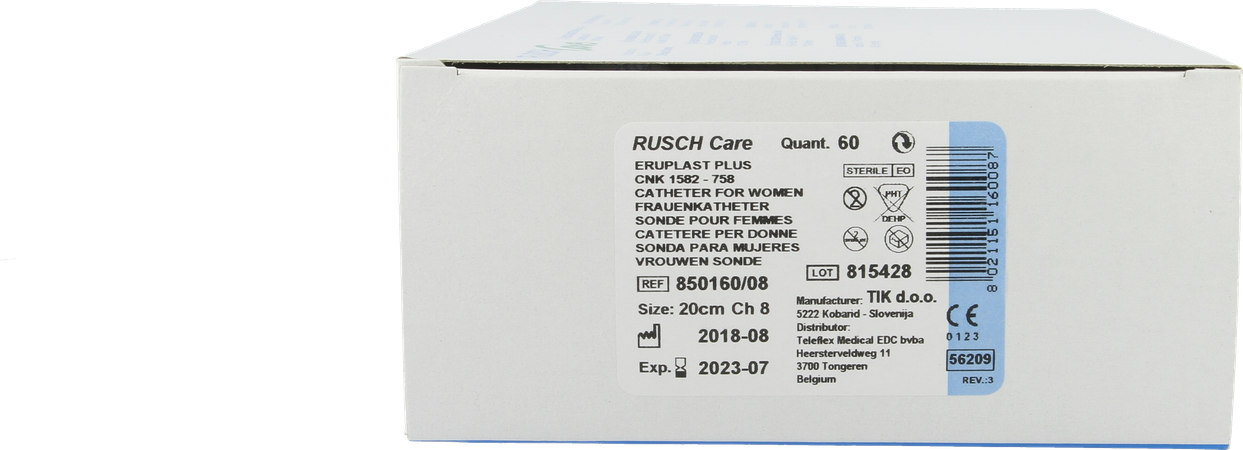 RUSCH Care Quant. 60
ERUPLAST PLUS
CNK 1582 - 758
CATHETER FOR WOMEN
FRAUENKATHETER
SONDE POUR FEMMES
CATETERE PER DONNE
SONDA PARA MUJERES
VROUWEN SONDE
REF 850160/08
Size: 20cm Ch 8
2018-08
Exp. 2023-07
STERILE EO
2
PHT
DEHP
LOT 815428
Manufacturer: TIK d.o.o.
5222 Kobarid - Slovenija
Distributor:
Teleflex Medical EDC bvba
Heersterveldweg 11
3700 Tongeren
Belgium
8 021151 160087
CE
0123
56209
REV.:3